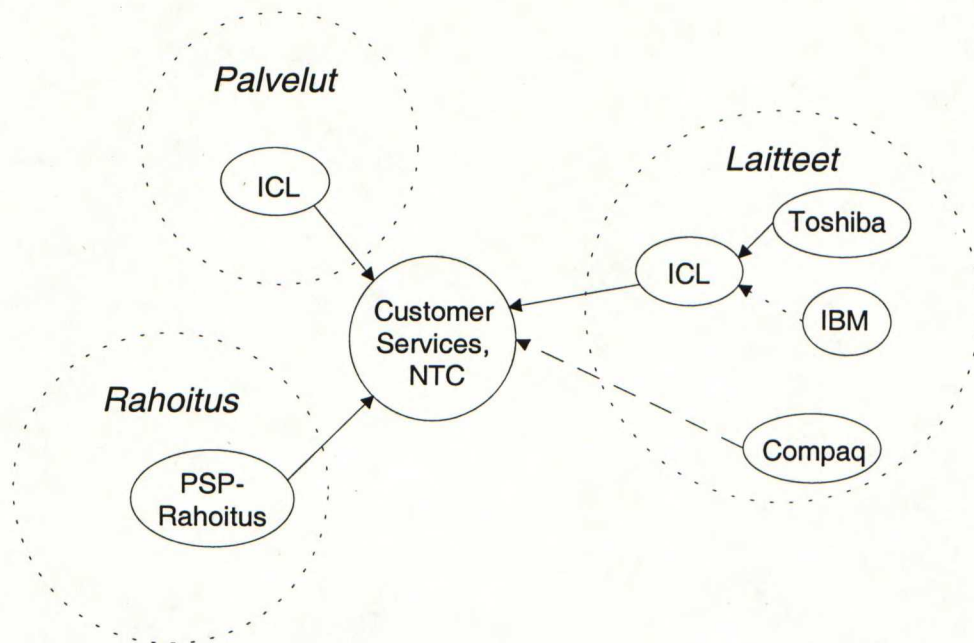 Palvelut
ICL
Laitteet
Toshiba
ICL
IBM
Compaq
Customer
Services,
NTC
Rahoitus
PSP-
Rahoitus